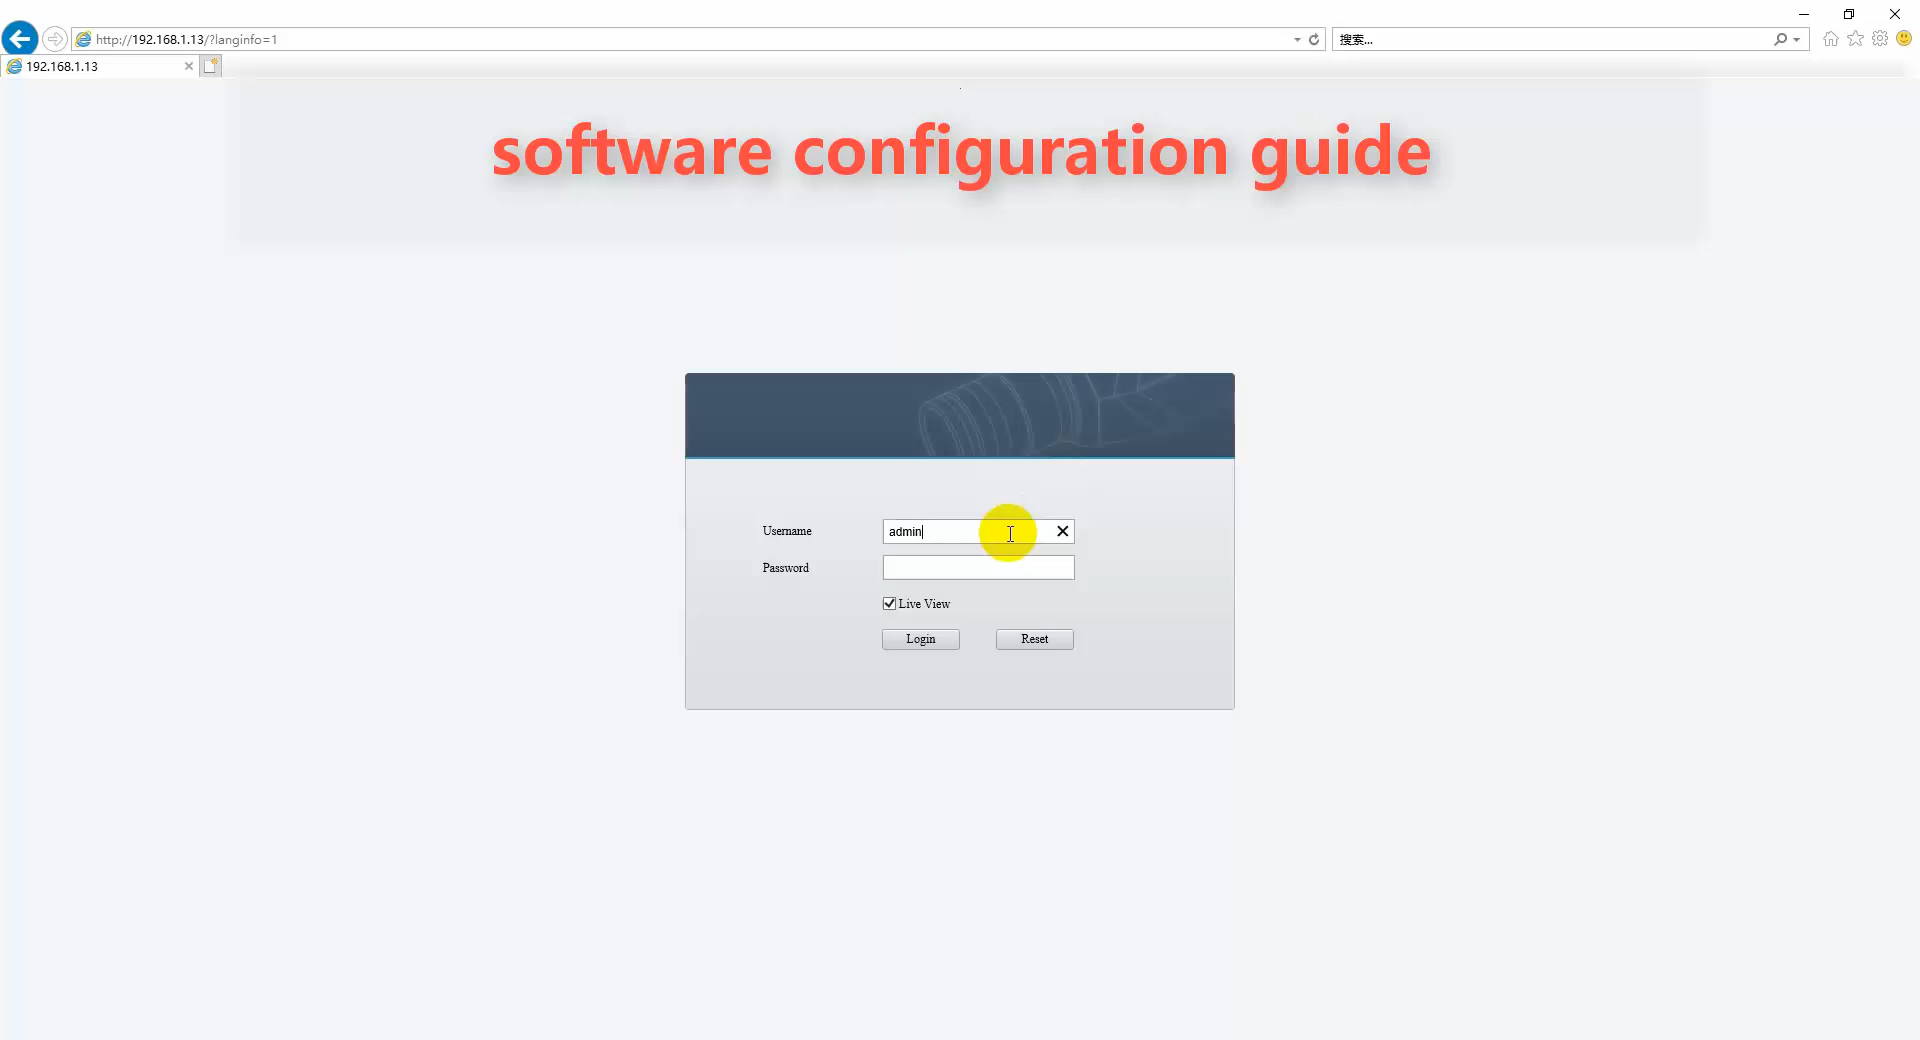 http://192.168.1.13/?langinfo=1
搜索...
192.168.1.13
software configuration guide
Username
admin
Password
Live View
Login
Reset